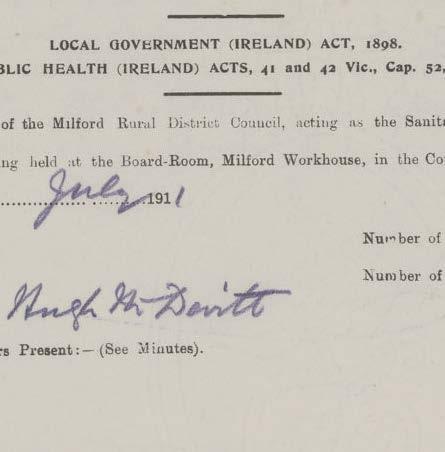 LOCAL GOVERNMENT (IRELAND) ACT, 1898.
BLIC HEALTH (IRELAND) ACTS, 41 and 42 Vic., Cap. 52,
of the Milford Rural District Council, acting as the Sanita
ing held at the Board-Room, Milford Workhouse, in the Co
July 1911
Number of
Number of
Hugh McDevitt
rs Present:— (See Minutes).